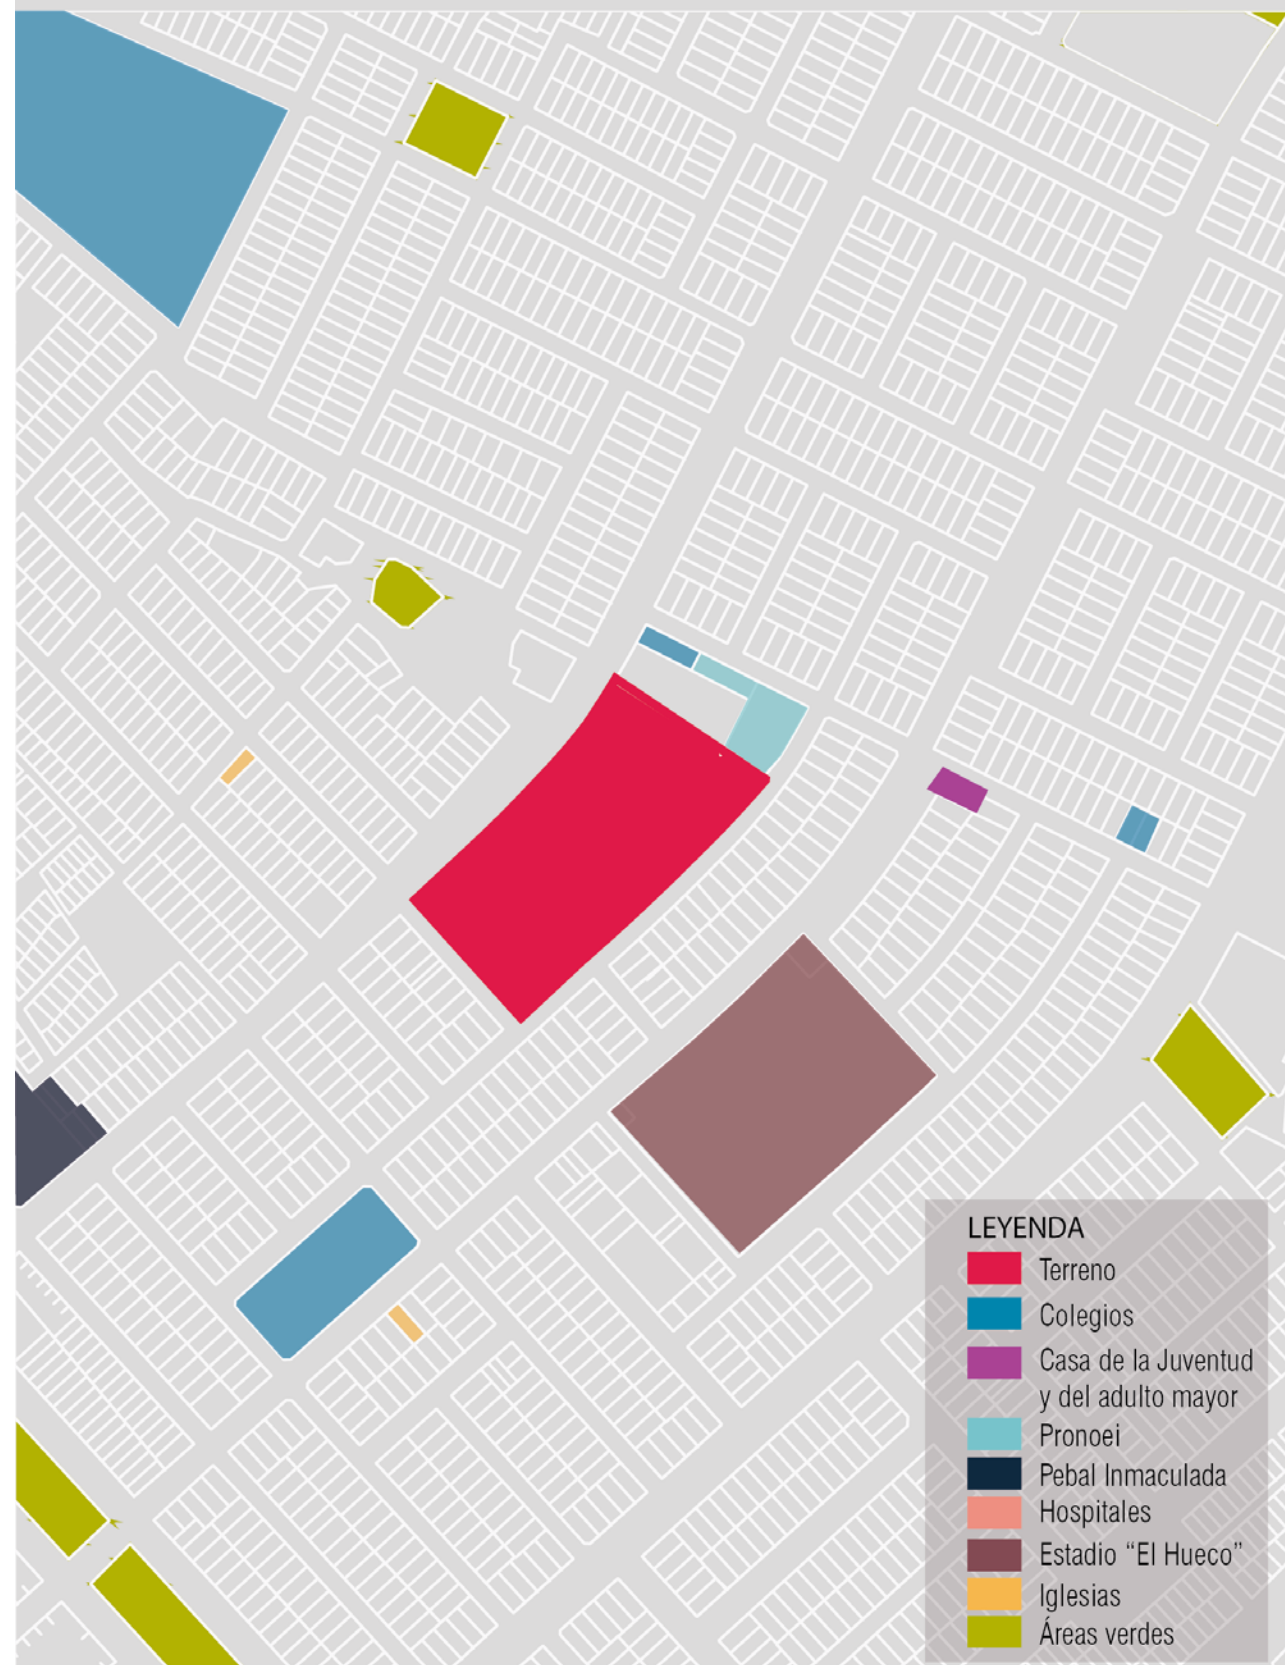 LEYENDA
Terreno
Colegios
Casa de la Juventud
y del adulto mayor
Pronoei
Pebal Inmaculada
Hospitales
Estadio “El Hueco”
Iglesias
Áreas verdes